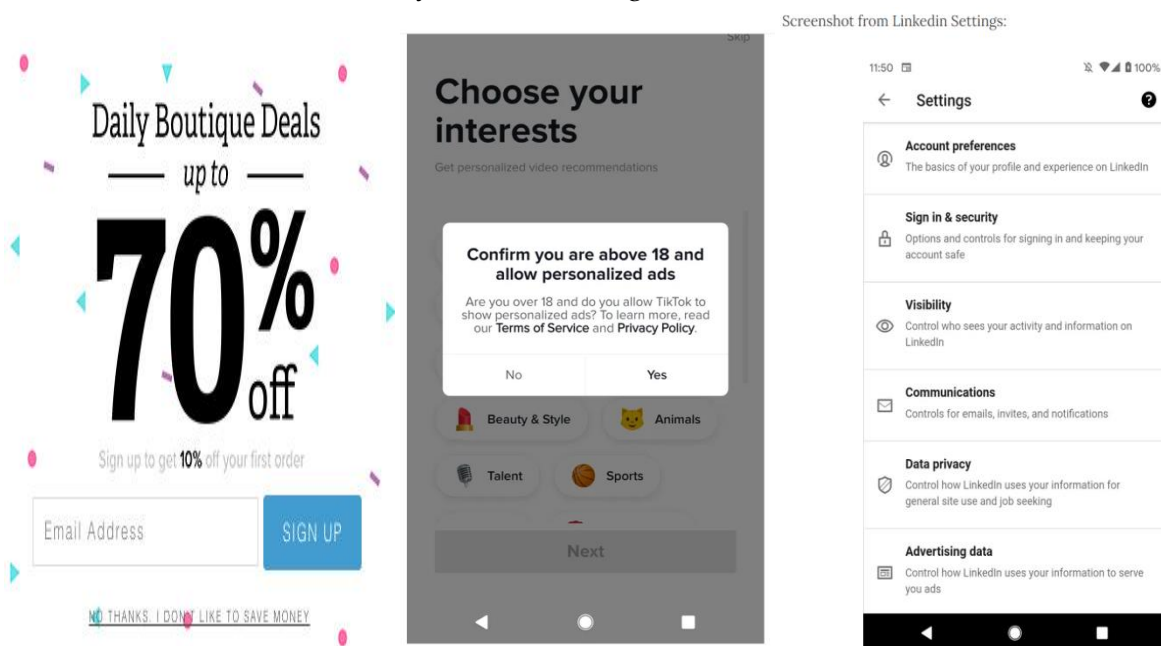 Screenshot from Linkedin Settings:
Daily Boutique Deals
up to
70%
off
Sign up to get 10% off your first order
Email Address
SIGN UP
NO THANKS. I DON'T LIKE TO SAVE MONEY
Skip
Choose your
interests
Get personalized video recommendations
Confirm you are above 18 and
allow personalized ads
Are you over 18 and do you allow TikTok to
show personalized ads? To learn more, read
our Terms of Service and Privacy Policy.
No
Yes
Beauty & Style
Animals
Talent
Sports
Next
11:50
100%
Settings
?
Account preferences
The basics of your profile and experience on LinkedIn
Sign in & security
Options and controls for signing in and keeping your
account safe
Visibility
Control who sees your activity and information on
LinkedIn
Communications
Controls for emails, invites, and notifications
Data privacy
Control how LinkedIn uses your information for
general site use and job seeking
Advertising data
Control how LinkedIn uses your information to serve
you ads